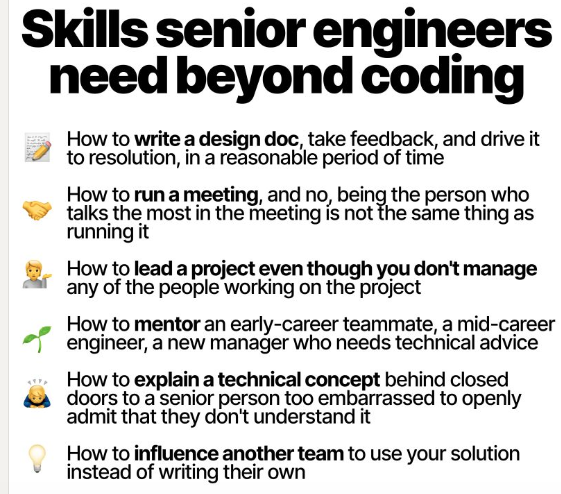 Skills senior engineers
need beyond coding
How to write a design doc, take feedback, and drive it
to resolution, in a reasonable period of time
How to run a meeting, and no, being the person who
talks the most in the meeting is not the same thing as
running it
How to lead a project even though you don't manage
any of the people working on the project
How to mentor an early-career teammate, a mid-career
engineer, a new manager who needs technical advice
How to explain a technical concept behind closed
doors to a senior person too embarrassed to openly
admit that they don't understand it
How to influence another team to use your solution
instead of writing their own